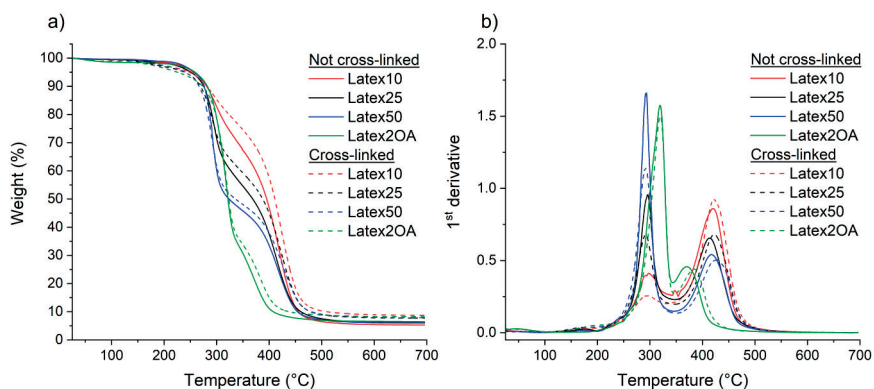 a)
Weight (%)
100
90
80
70
60
50
40
30
20
10
0
100
200
300
400
500
600
700
Temperature (°C)
Not cross-linked
Latex10
Latex25
Latex50
Latex2OA
Cross-linked
Latex10
Latex25
Latex50
Latex2OA
b)
1st derivative
2.0
1.5
1.0
0.5
0.0
100
200
300
400
500
600
700
Temperature (°C)
Not cross-linked
Latex10
Latex25
Latex50
Latex2OA
Cross-linked
Latex10
Latex25
Latex50
Latex2OA